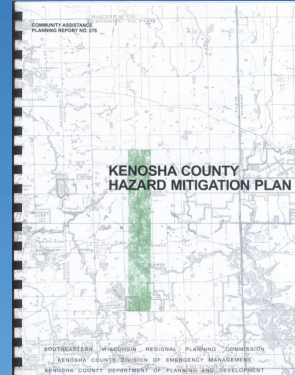 COMMUNITY ASSISTANCE
PLANNING REPORT NO. 278
KENOSHA COUNTY
HAZARD MITIGATION PLAN
SOUTHEASTERN WISCONSIN REGIONAL PLANNING COMMISSION
KENOSHA COUNTY DIVISION OF EMERGENCY MANAGEMENT
KENOSHA COUNTY DEPARTMENT OF PLANNING AND DEVELOPMENT